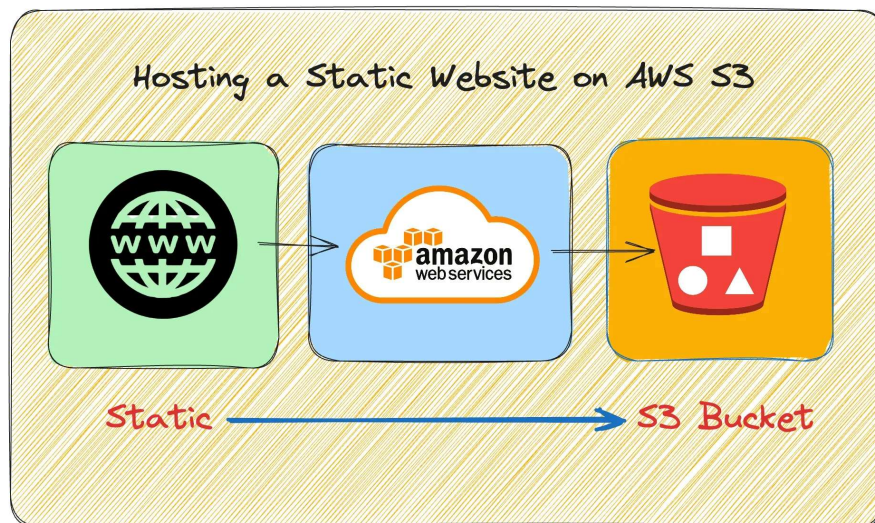 Hosting a Static Website on AWS S3
www
amazon
webservices
Static
S3 Bucket